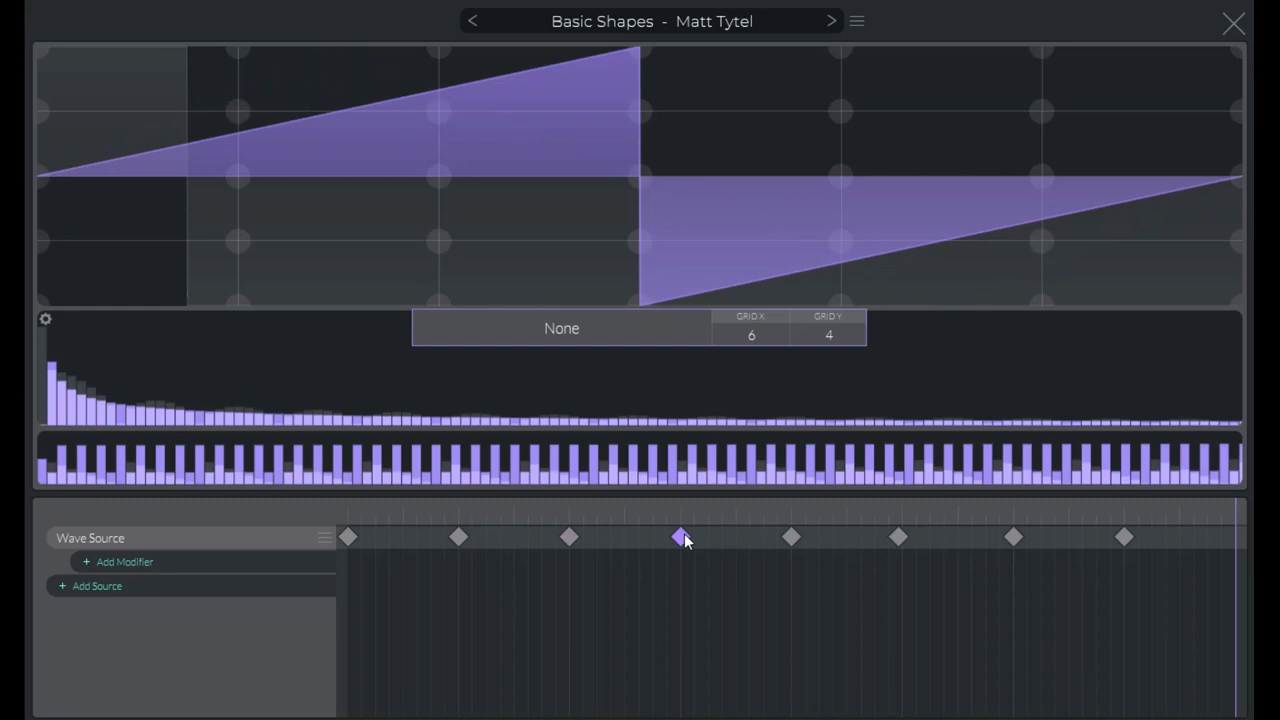 < Basic Shapes - Matt Tytel >
None
GRID X
6
GRID Y
4
Wave Source
+ Add Modifier
+ Add Source